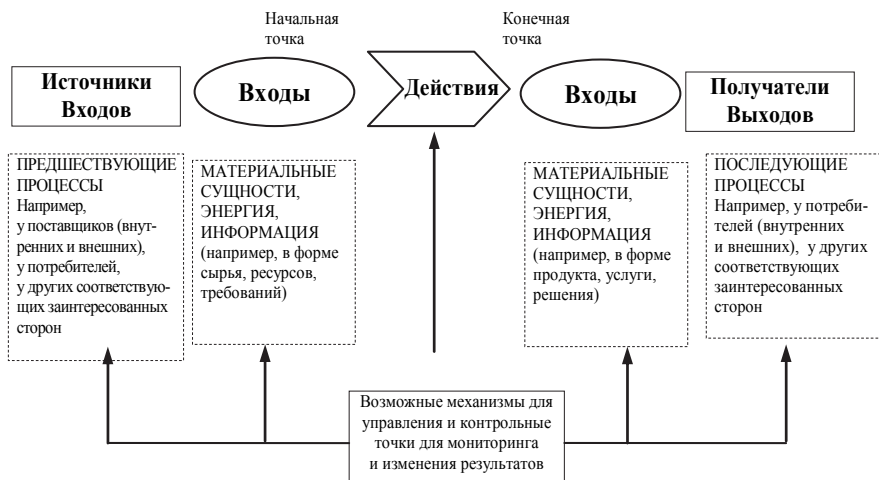 Начальная
точка
Конечная
точка
Источники
Входов
Входы
Действия
Входы
Получатели
Выходов
ПРЕДШЕСТВУЮЩИЕ
ПРОЦЕССЫ
Например,
у поставщиков (внут-
ренних и внешних),
у потребителей,
у других соответствую-
щих заинтересованных
сторон
МАТЕРИАЛЬНЫЕ
СУЩНОСТИ,
ЭНЕРГИЯ,
ИНФОРМАЦИЯ
(например, в форме
сырья, ресурсов,
требований)
МАТЕРИАЛЬНЫЕ
СУЩНОСТИ,
ЭНЕРГИЯ,
ИНФОРМАЦИЯ
(например, в форме
продукта, услуги,
решения)
ПОСЛЕДУЮЩИЕ
ПРОЦЕССЫ
Например, у потреби-
телей (внутренних
и внешних), у других
соответствующих
заинтересованных
сторон
Возможные механизмы для
управления и контрольные
точки для мониторинга
и изменения результатов